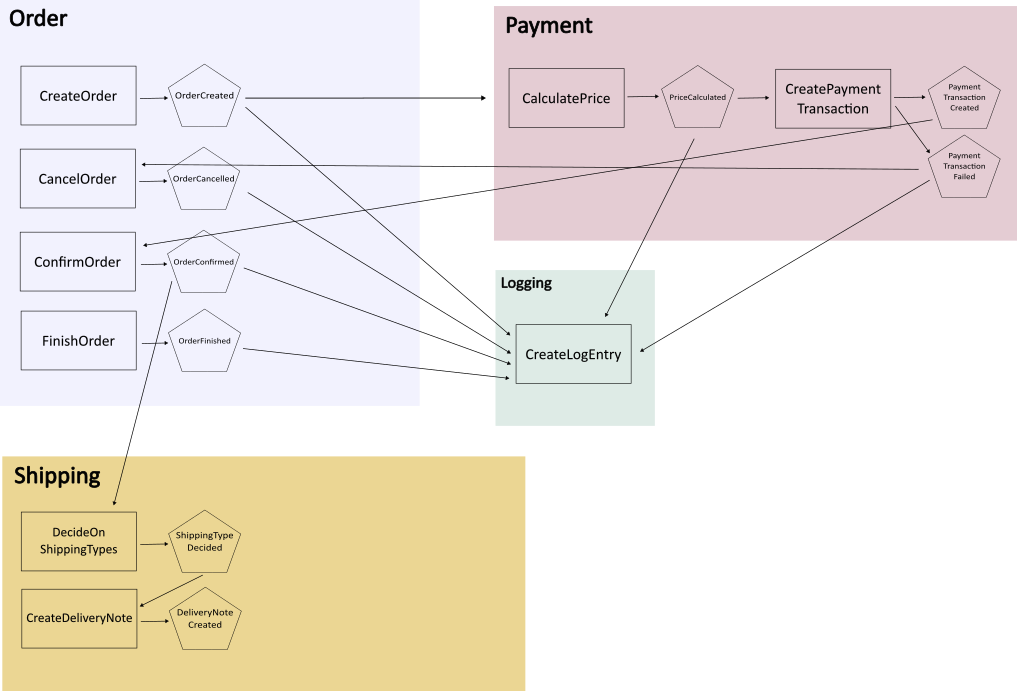 Order
CreateOrder
OrderCreated
CancelOrder
OrderCancelled
ConfirmOrder
OrderConfirmed
FinishOrder
OrderFinished
Payment
CalculatePrice
PriceCalculated
CreatePayment
Transaction
Payment
Transaction
Created
Payment
Transaction
Failed
Logging
CreateLogEntry
Shipping
DecideOn
ShippingTypes
ShippingType
Decided
CreateDeliveryNote
DeliveryNote
Created